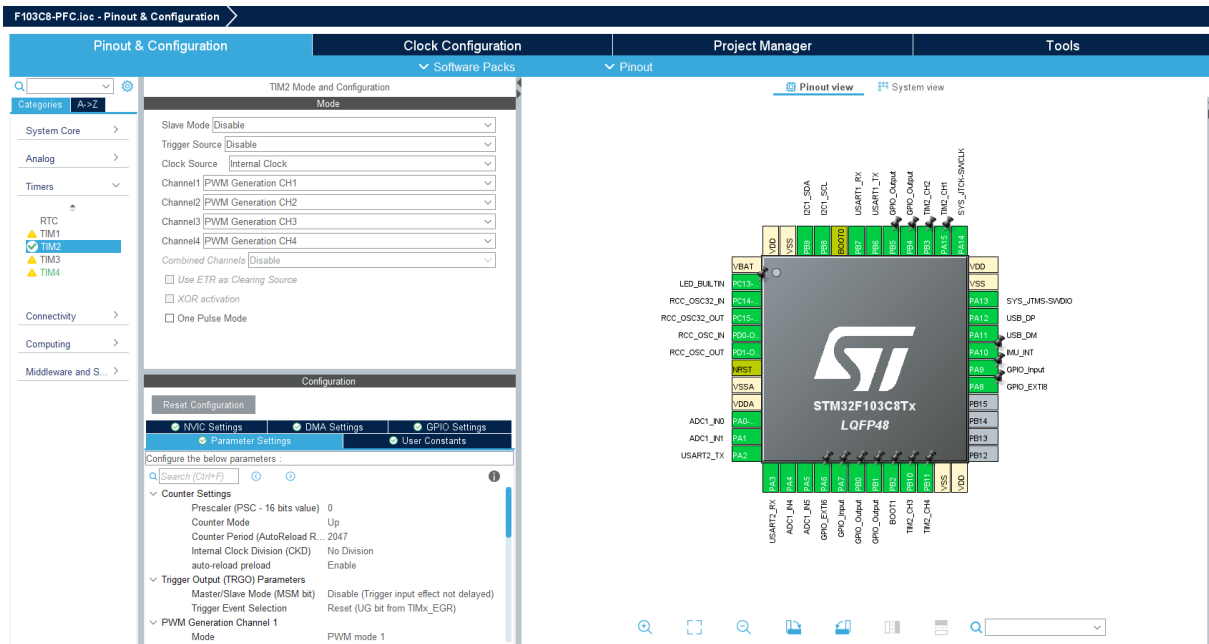 F103C8-PFC.ioc - Pinout & Configuration
Pinout & Configuration
Clock Configuration
Project Manager
Tools
Software Packs
Pinout
Categories
A->Z
System Core
Analog
Timers
RTC
TIM1
TIM2
TIM3
TIM4
Connectivity
Computing
Middleware and S...
TIM2 Mode and Configuration
Mode
Slave Mode Disable
Trigger Source Disable
Clock Source Internal Clock
Channel1 PWM Generation CH1
Channel2 PWM Generation CH2
Channel3 PWM Generation CH3
Channel4 PWM Generation CH4
Combined Channels Disable
Use ETR as Clearing Source
XOR activation
One Pulse Mode
Configuration
Reset Configuration
NVIC Settings
DMA Settings
GPIO Settings
Parameter Settings
User Constants
Configure the below parameters :
Search (Ctrl+F)
Counter Settings
Prescaler (PSC - 16 bits value) 0
Counter Mode Up
Counter Period (AutoReload R... 2047
Internal Clock Division (CKD) No Division
auto-reload preload Enable
Trigger Output (TRGO) Parameters
Master/Slave Mode (MSM bit) Disable (Trigger input effect not delayed)
Trigger Event Selection Reset (UG bit from TIMx_EGR)
PWM Generation Channel 1
Mode PWM mode 1
Pinout view
System view
I2C1_SDA
I2C1_SCL
USART1_RX
USART1_TX
GPIO_Output
GPIO_Output
TIM2_CH2
TIM2_CH1
SYS_JTCK-SWCLK
VDD
VSS
PB9
PB8
BOOT0
PB7
PB6
PB5
PB4
PB3
PA15
PA14
VBAT
LED_BUILTIN PC13-..
RCC_OSC32_IN PC14-..
RCC_OSC32_OUT PC15-..
RCC_OSC_IN PD0-O..
RCC_OSC_OUT PD1-O..
NRST
VSSA
VDDA
ADC1_IN0 PA0-..
ADC1_IN1 PA1
USART2_TX PA2
ST
STM32F103C8Tx
LQFP48
VDD
VSS
PA13 SYS_JTMS-SWDIO
PA12 USB_DP
PA11 USB_DM
PA10 IMU_INT
PA9 GPIO_Input
PA8 GPIO_EXTI8
PB15
PB14
PB13
PB12
PA3
PA4
PA5
PA6
PA7
PB0
PB1
PB2
PB10
PB11
VSS
VDD
USART2_RX
ADC1_IN4
ADC1_IN5
GPIO_EXTI6
GPIO_Input
GPIO_Output
GPIO_Output
BOOT1
TIM2_CH3
TIM2_CH4